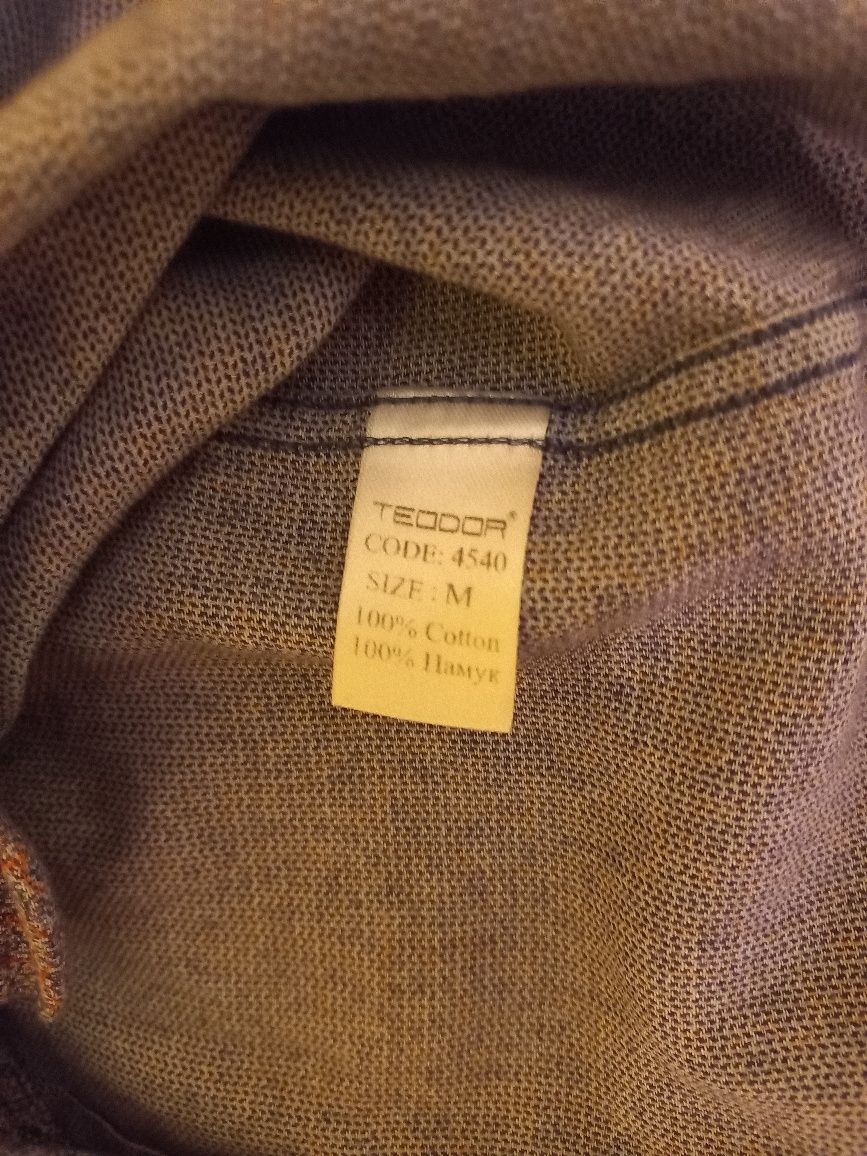 TEODOR®
CODE: 4540
SIZE : M
100% Cotton
100% Памук